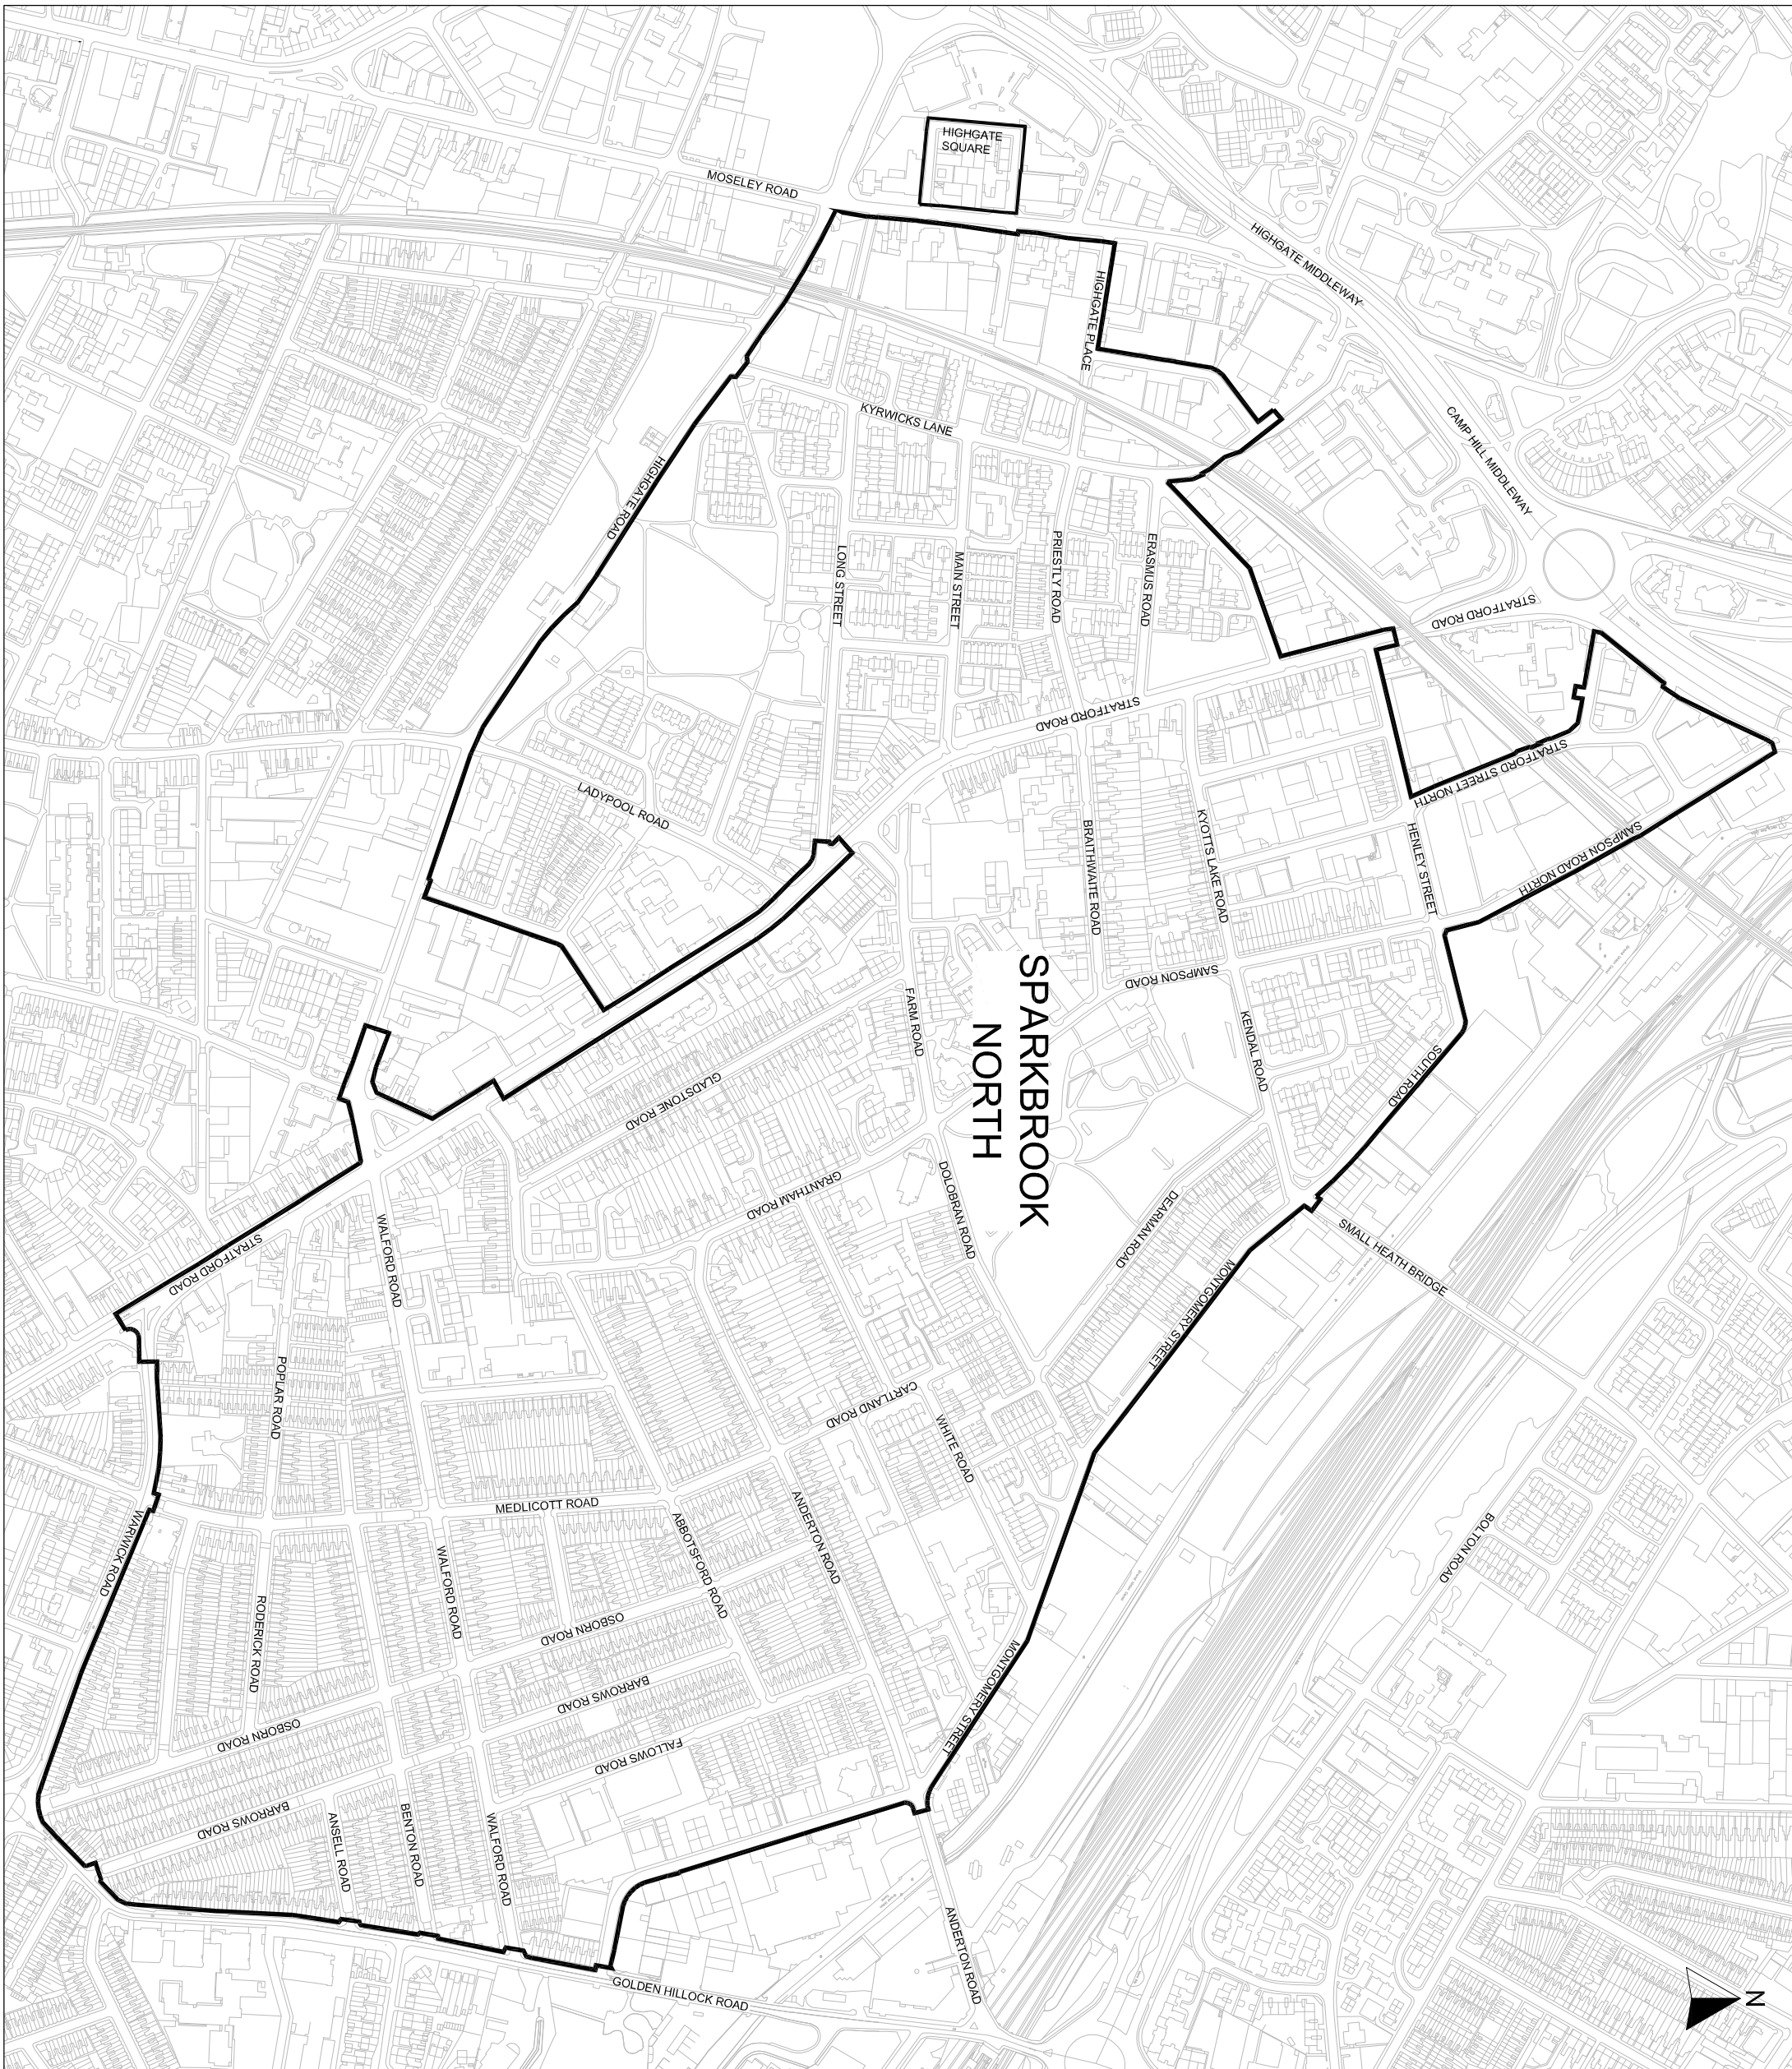 HIGHGATE
SQUARE
MOSELEY ROAD
HIGHGATE MIDDLEWAY
HIGHGATE PLACE
KYRWICKS LANE
CAMP HILL MIDDLEWAY
HIGHGATE ROAD
LONG STREET
MAIN STREET
PRIESTLY ROAD
ERASMUS ROAD
STRATFORD ROAD
STRATFORD ROAD
STRATFORD STREET NORTH
LADYPOOL ROAD
BRAITHWAITE ROAD
KYOTTS LAKE ROAD
HENLEY STREET
SAMPSON ROAD NORTH
SAMPSON ROAD
SPARKBROOK
NORTH
FARM ROAD
KENDAL ROAD
SOUTH ROAD
GLADSTONE ROAD
GRANTHAM ROAD
DOLOBRAN ROAD
DEARMAN ROAD
SMALL HEATH BRIDGE
MONTGOMERY STREET
STRATFORD ROAD
WALFORD ROAD
POPLAR ROAD
CARTLAND ROAD
WHITE ROAD
MEDLICOTT ROAD
ABBOTSFORD ROAD
ANDERTON ROAD
BOLTON ROAD
WARWICK ROAD
RODERICK ROAD
WALFORD ROAD
OSBORN ROAD
BARROWS ROAD
MONTGOMERY STREET
OSBORN ROAD
FALLOWS ROAD
BARROWS ROAD
ANSELL ROAD
BENTON ROAD
WALFORD ROAD
ANDERTON ROAD
GOLDEN HILLOCK ROAD
N